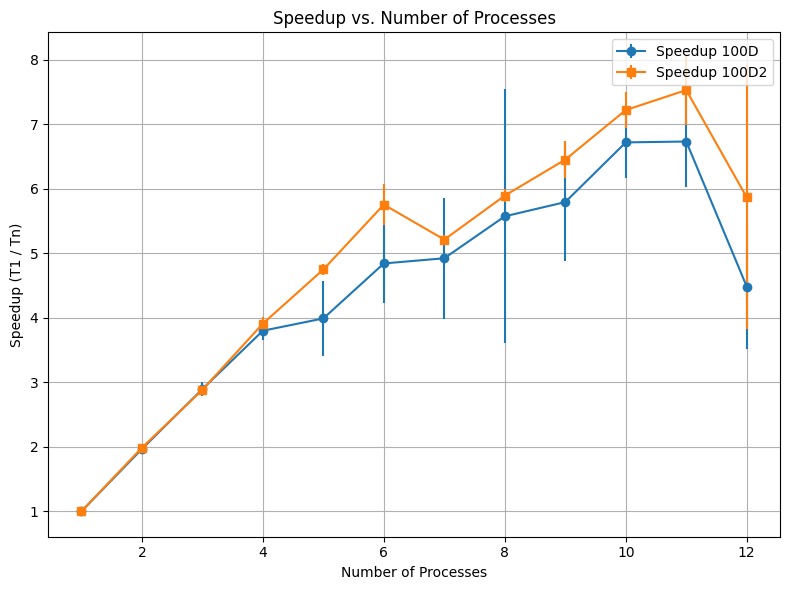 Speedup vs. Number of Processes
Speedup 100D
Speedup 100D2
Speedup (T1 / Tn)
8
7
6
5
4
3
2
1
2
4
6
8
10
12
Number of Processes